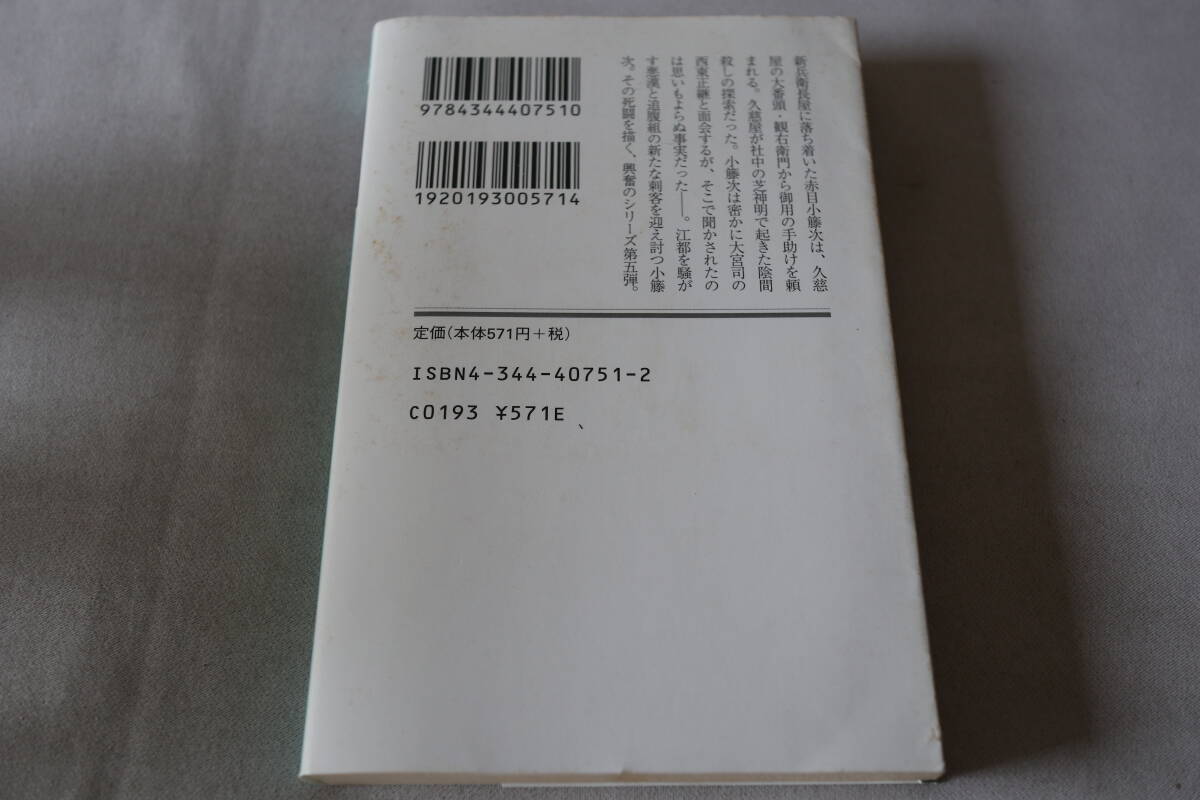 9784344407510
1920193005714
新兵衛長屋に落ち着いた赤目小籐次は、久慈
屋の大番頭・観右衛門から御用の手助けを頼
まれる。久慈屋が社中の芝神明で起きた陰間
殺しの探索だった。小籐次は密かに大宮司の
西東正継と面会するが、そこで聞かされたの
は思いもよらぬ事実だった――。江都を騒が
す悪漢と追腹組の新たな刺客を迎え討つ小籐
次。その死闘を描く、興奮のシリーズ第五弾。
定価(本体571円+税)
ISBN4-344-40751-2
C0193 ¥571E